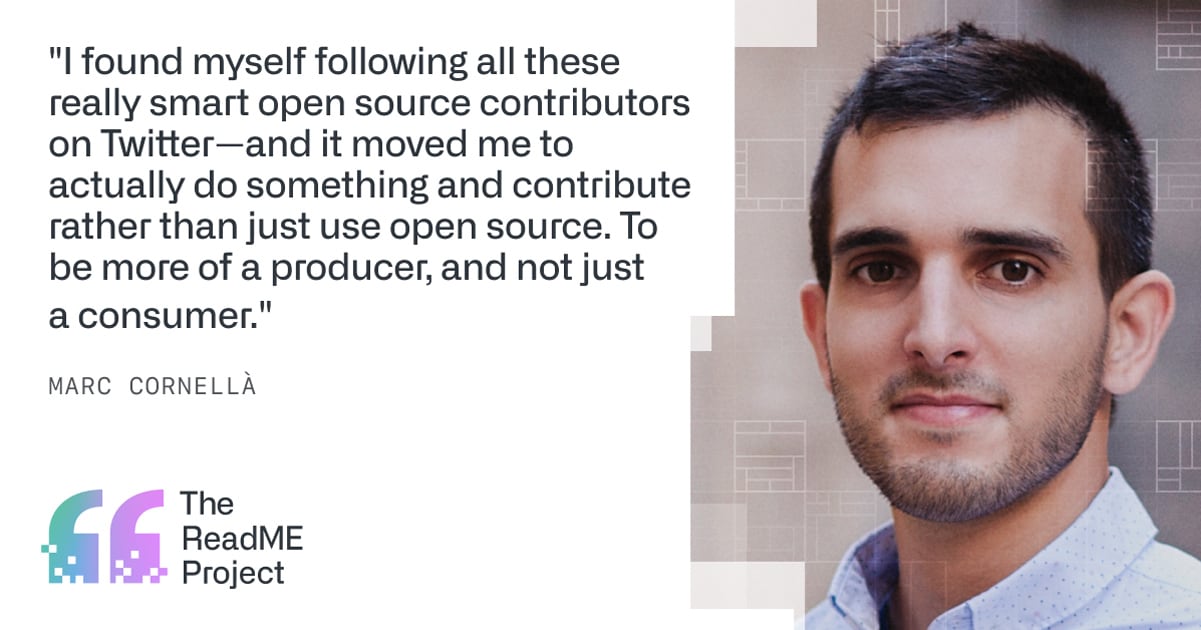 "I found myself following all these
really smart open source contributors
on Twitter—and it moved me to
actually do something and contribute
rather than just use open source. To
be more of a producer, and not just
a consumer."
MARC CORNELLÀ
The
ReadME
Project